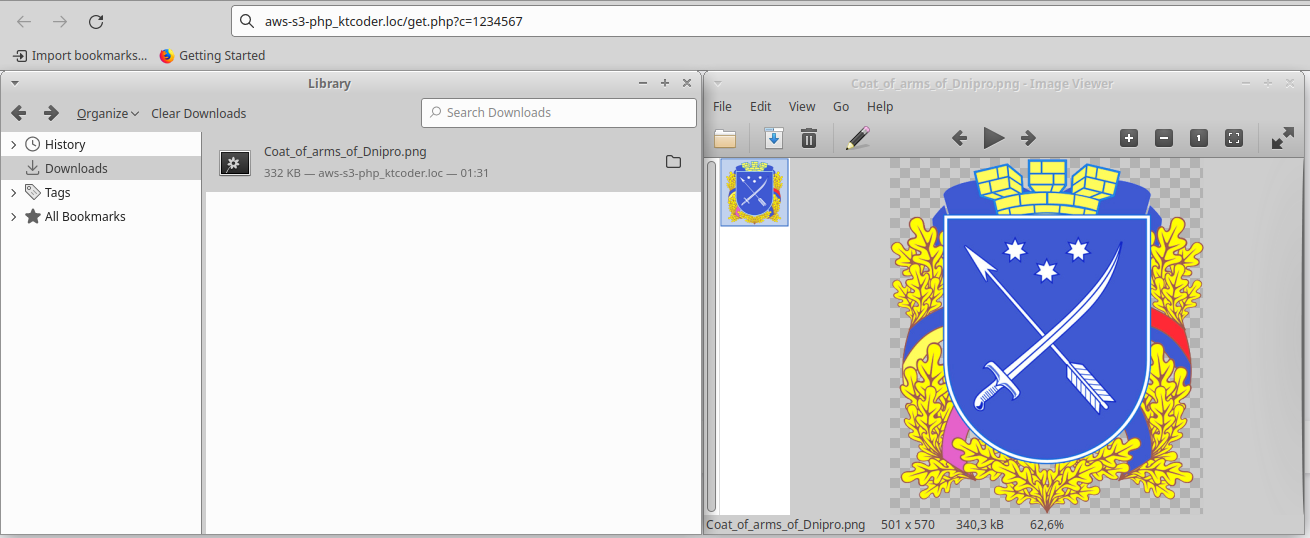 aws-s3-php_ktcoder.loc/get.php?c=1234567
Import bookmarks... Getting Started
Library
Organize Clear Downloads Search Downloads
History
Downloads
Tags
All Bookmarks
Coat_of_arms_of_Dnipro.png
332 KB — aws-s3-php_ktcoder.loc — 01:31
Coat_of_arms_of_Dnipro.png - Image Viewer
File Edit View Go Help
1
Coat_of_arms_of_Dnipro.png 501 x 570 340,3 kB 62,6%